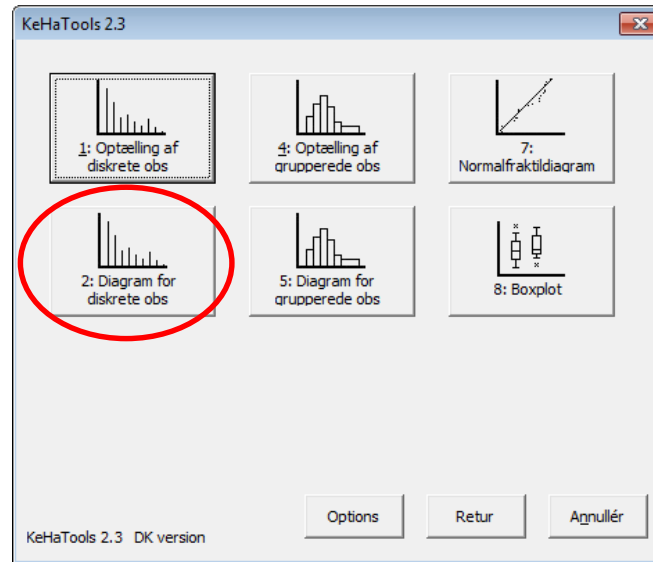 KeHaTools 2.3
1: Optælling af
diskrete obs
4: Optælling af
grupperede obs
7:
Normalfraktildiagram
2: Diagram for
diskrete obs
5: Diagram for
grupperede obs
8: Boxplot
Options
Retur
Annullér
KeHaTools 2.3 DK version